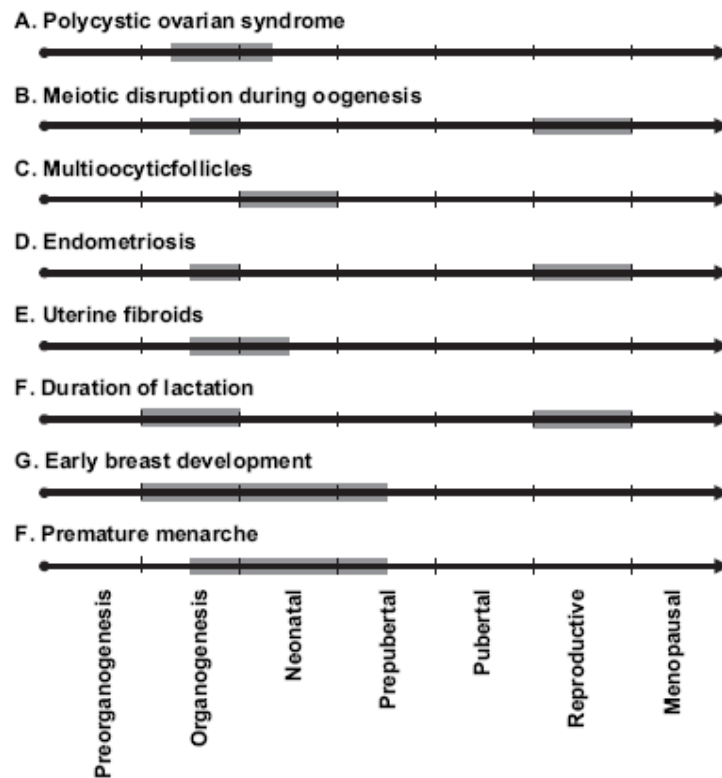 A. Polycystic ovarian syndrome
B. Meiotic disruption during oogenesis
C. Multioocyticfollicles
D. Endometriosis
E. Uterine fibroids
F. Duration of lactation
G. Early breast development
F. Premature menarche
Preorganogenesis
Organogenesis
Neonatal
Prepubertal
Pubertal
Reproductive
Menopausal